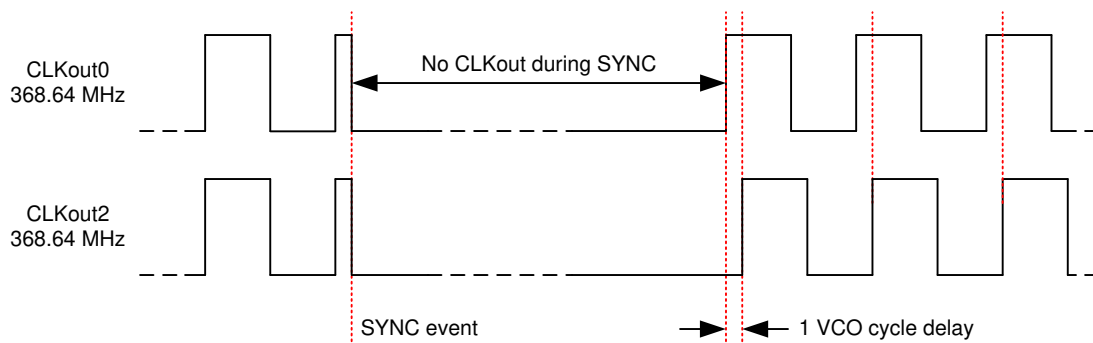 CLKout0
368.64 MHz
No CLKout during SYNC
CLKout2
368.64 MHz
SYNC event
1 VCO cycle delay